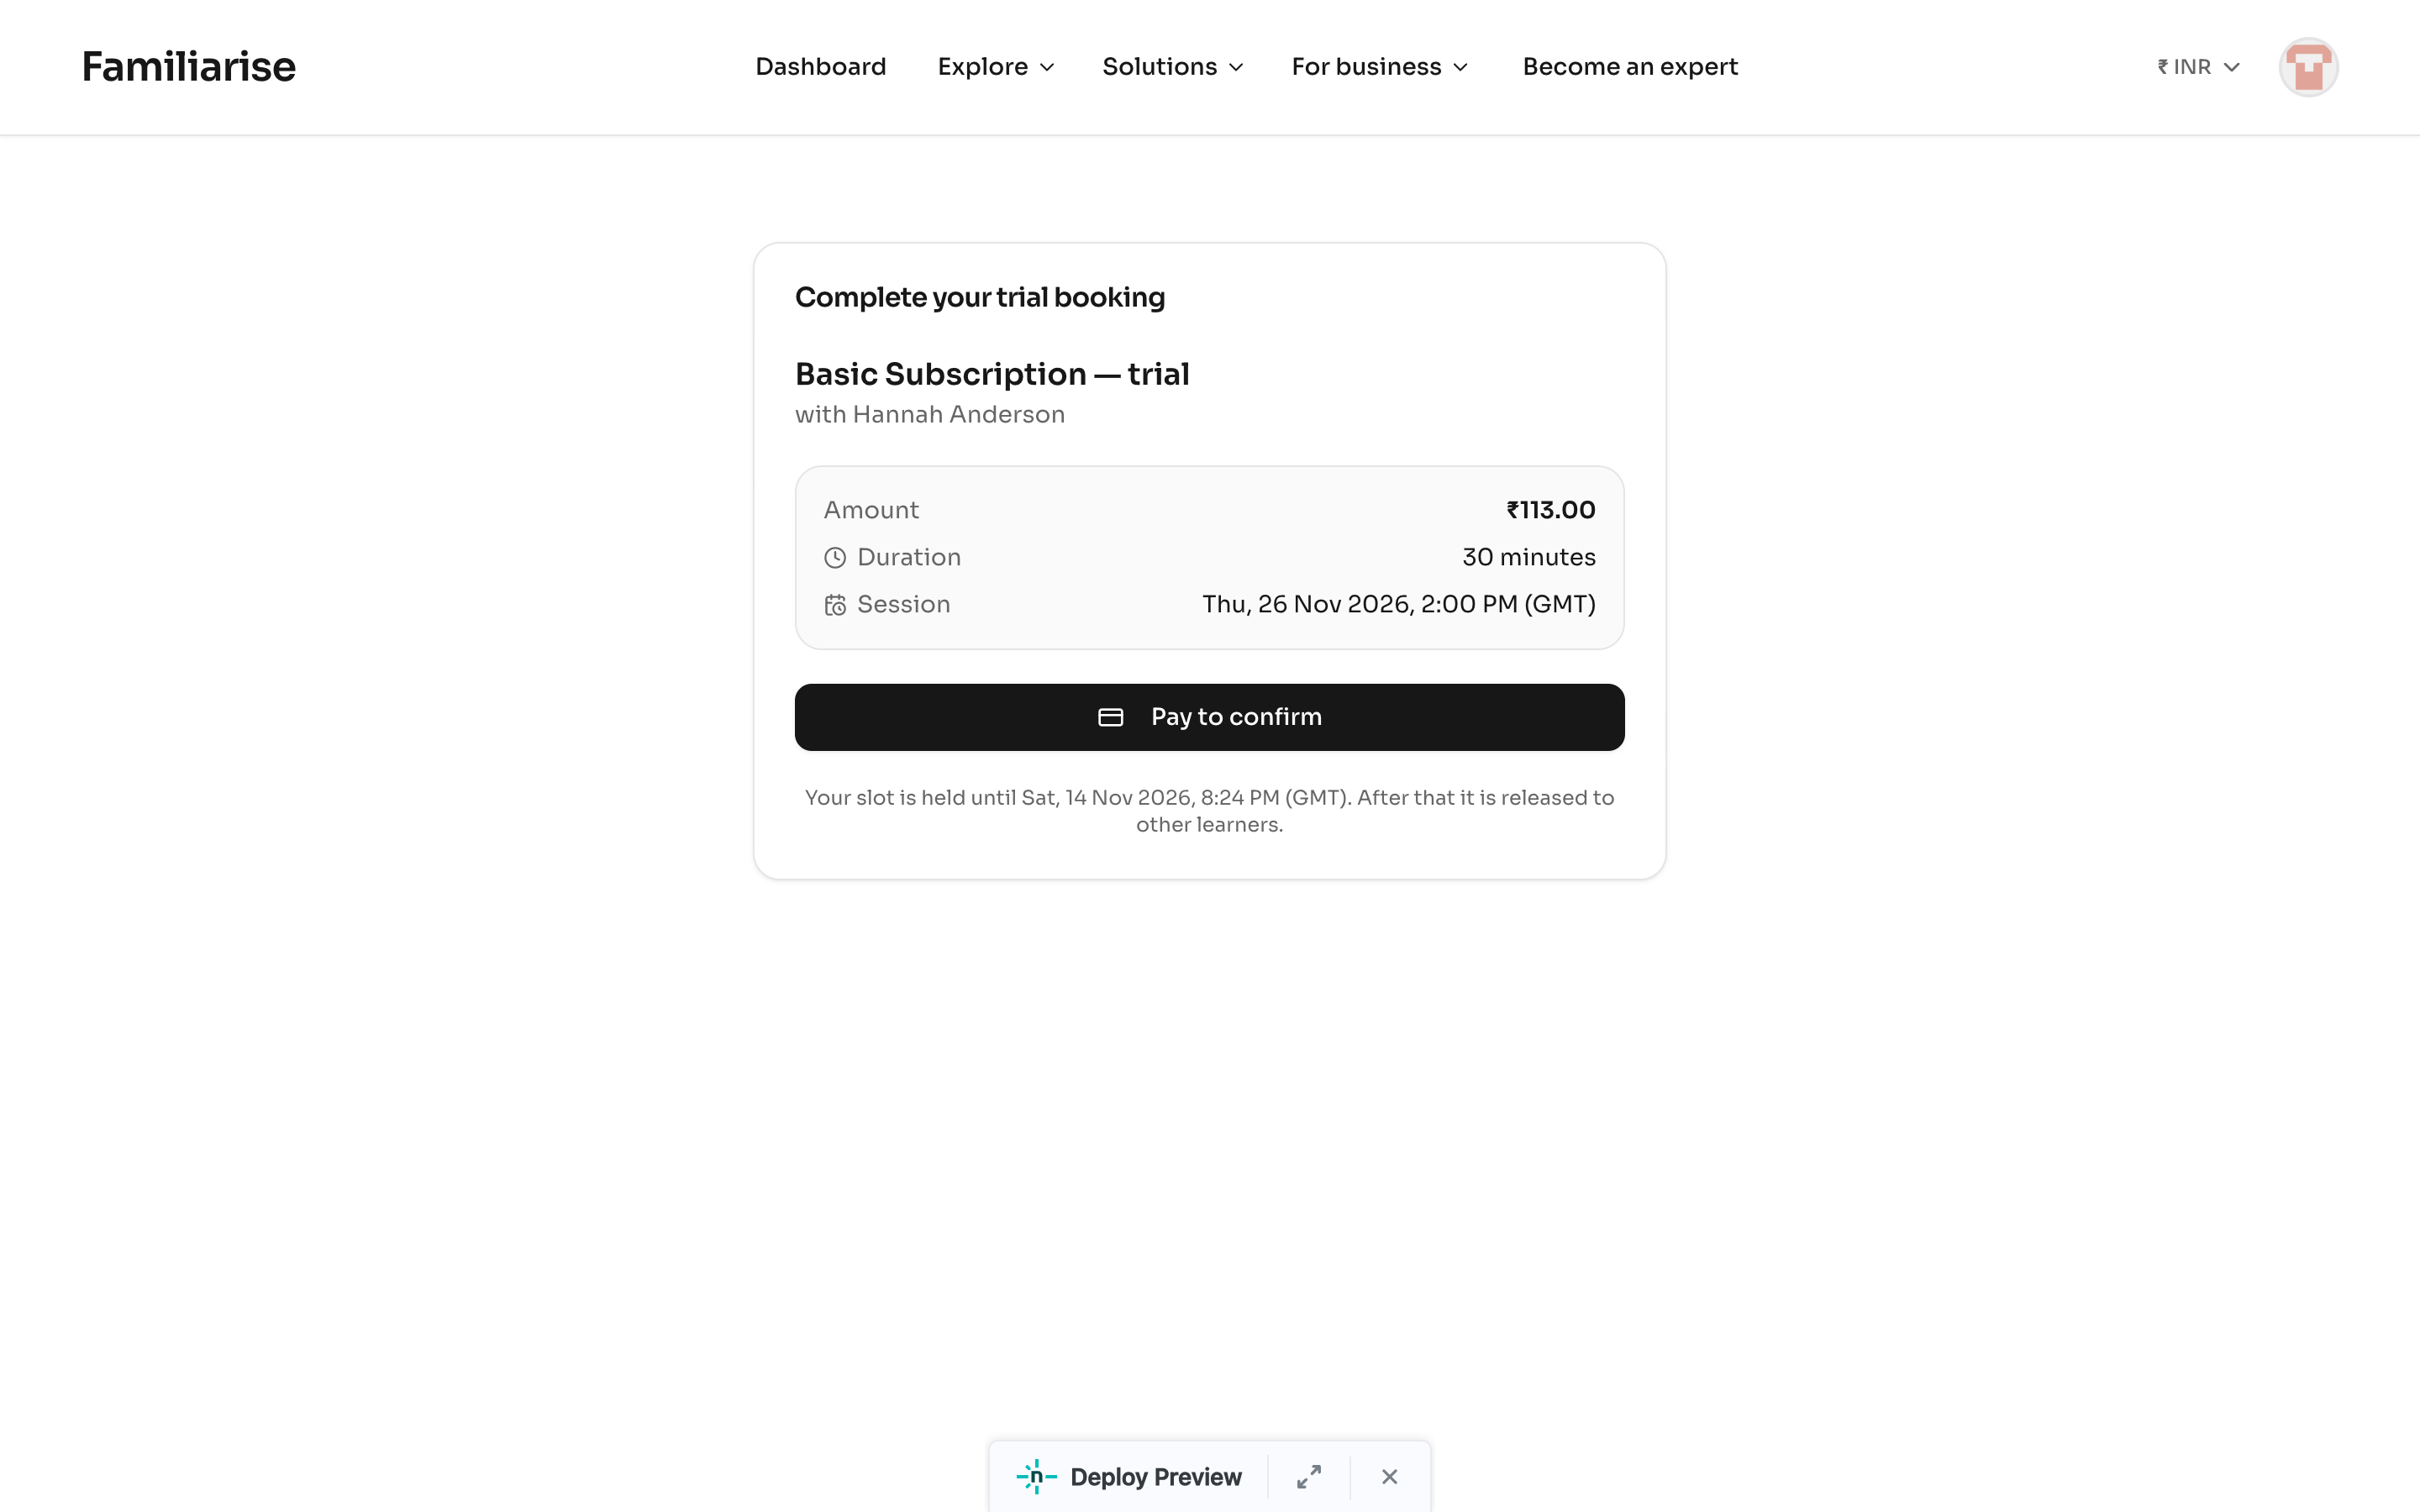 Familiarise
Dashboard
Explore
Solutions
For business
Become an expert
₹ INR
Complete your trial booking
Basic Subscription — trial
with Hannah Anderson
Amount
₹113.00
Duration
30 minutes
Session
Thu, 26 Nov 2026, 2:00 PM (GMT)
Pay to confirm
Your slot is held until Sat, 14 Nov 2026, 8:24 PM (GMT). After that it is released to
other learners.
n
Deploy Preview